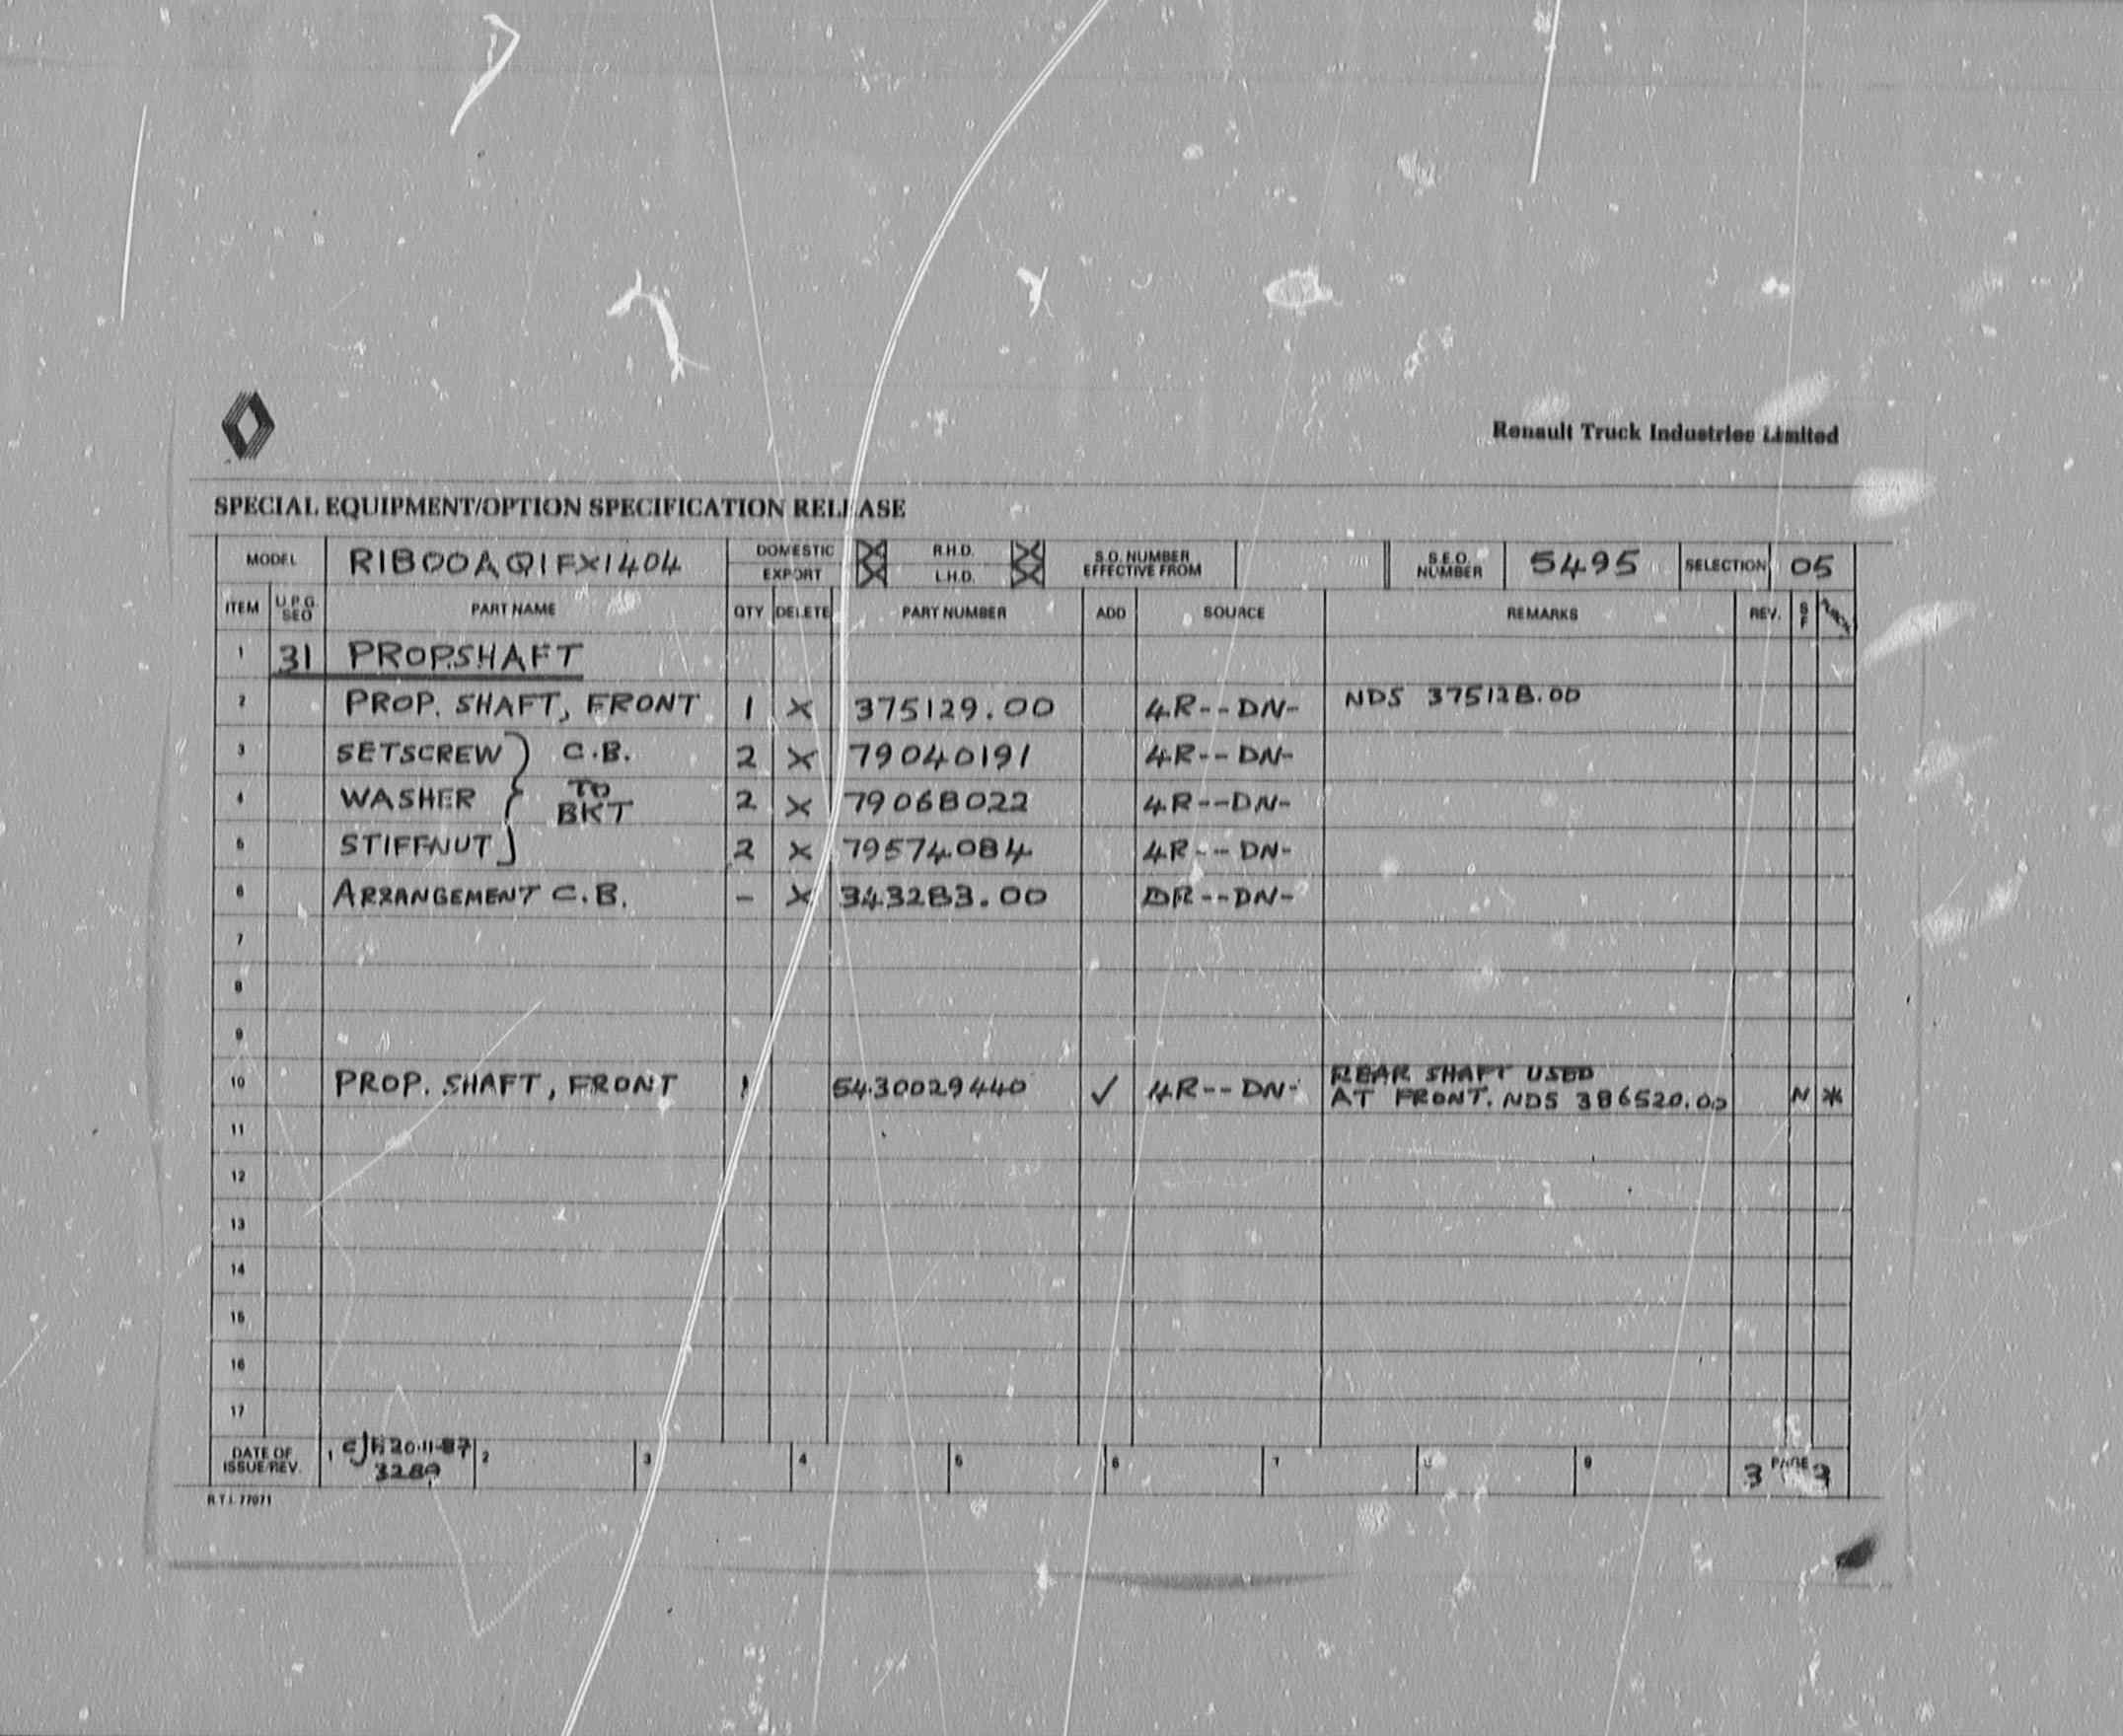 Renault Truck Industries Limited
SPECIAL EQUIPMENT/OPTION SPECIFICATION RELEASE
MODEL R1800AQ1FX1404 DOMESTIC R.H.D. S.O. NUMBER EFFECTIVE FROM S.E.O. NUMBER 5495 SELECTION 05
EXPORT L.H.D.
ITEM U.P.G. SEQ PART NAME QTY DELETE PART NUMBER ADD SOURCE REMARKS REV. S F
1 31 PROPSHAFT
2 PROP. SHAFT, FRONT 1 X 375129.00 4R--DN- NDS 375128.00
3 SETSCREW } C.B. 2 X 79040191 4R--DN-
4 WASHER } TO BKT 2 X 79068022 4R--DN-
5 STIFFNUT } 2 X 79574084 4R--DN-
6 ARRANGEMENT C.B. - X 343283.00 DR--DN-
7
8
9
10 PROP. SHAFT, FRONT 1 5430029440 ✓ 4R--DN- REAR SHAFT USED
AT FRONT. NDS 386520.00 N *
11
12
13
14
15
16
17
DATE OF ISSUE/REV. 1 CJH 20·11·87 2 3 4 5 6 7 8 9 3 PAGE 3
3289
R.T.I. 77071